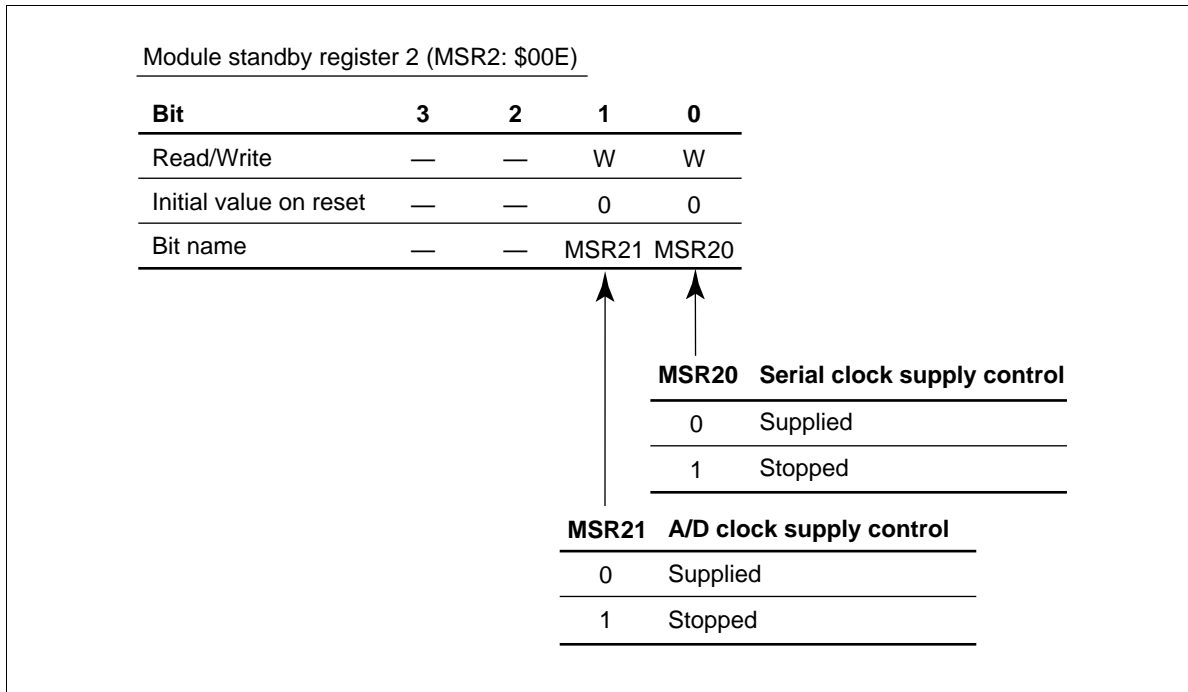 Module standby register 2 (MSR2: $00E)
Bit 3 2 1 0
Read/Write — — W W
Initial value on reset — — 0 0
Bit name — — MSR21 MSR20
MSR20 Serial clock supply control
0 Supplied
1 Stopped
MSR21 A/D clock supply control
0 Supplied
1 Stopped